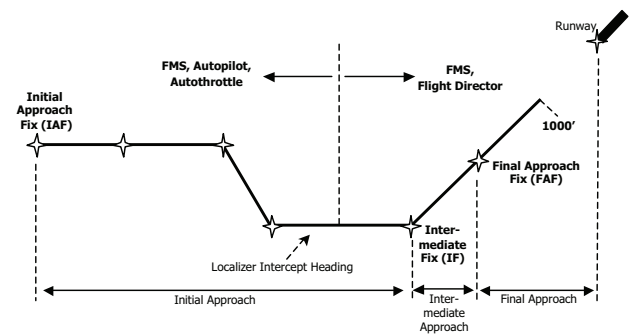 Runway
FMS, Autopilot,
Autothrottle
FMS,
Flight Director
Initial
Approach
Fix (IAF)
1000’
Final Approach
Fix (FAF)
Inter-
mediate
Fix (IF)
Localizer Intercept Heading
Initial Approach
Inter-
mediate
Approach
Final Approach